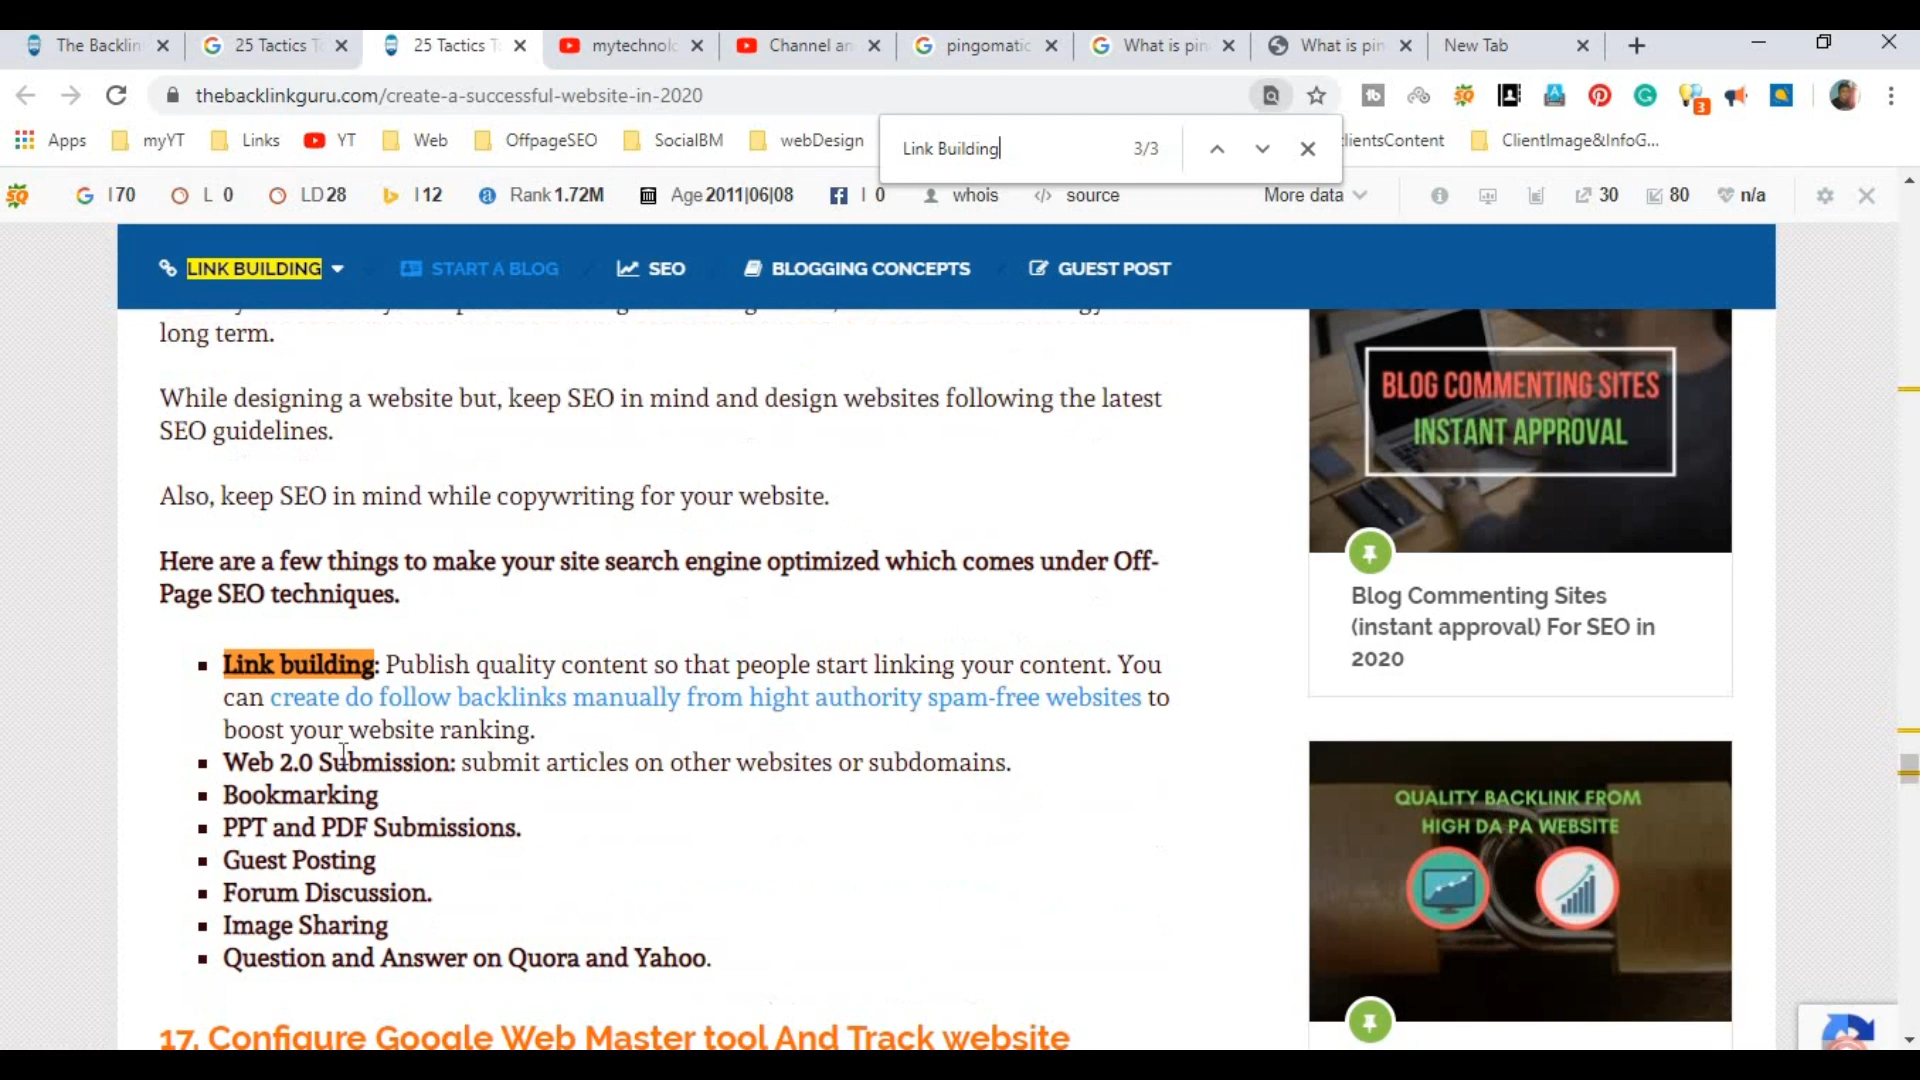 The Backlin
25 Tactics T
25 Tactics T
mytechnolo
Channel an
pingomatic
What is pin
What is pin
New Tab
thebacklinkguru.com/create-a-successful-website-in-2020
Apps
myYT
Links
YT
Web
OffpageSEO
SocialBM
webDesign
Link Building
3/3
clientsContent
ClientImage&InfoG...
SQ
I 70
L 0
LD 28
I 12
Rank 1.72M
Age 2011|06|08
I 0
whois
source
More data
30
80
n/a
LINK BUILDING
START A BLOG
SEO
BLOGGING CONCEPTS
GUEST POST
long term.
While designing a website but, keep SEO in mind and design websites following the latest
SEO guidelines.
Also, keep SEO in mind while copywriting for your website.
Here are a few things to make your site search engine optimized which comes under Off-
Page SEO techniques.
Link building: Publish quality content so that people start linking your content. You
can create do follow backlinks manually from hight authority spam-free websites to
boost your website ranking.
Web 2.0 Submission: submit articles on other websites or subdomains.
Bookmarking
PPT and PDF Submissions.
Guest Posting
Forum Discussion.
Image Sharing
Question and Answer on Quora and Yahoo.
17. Configure Google Web Master tool And Track website
BLOG COMMENTING SITES
INSTANT APPROVAL
Blog Commenting Sites
(instant approval) For SEO in
2020
QUALITY BACKLINK FROM
HIGH DA PA WEBSITE